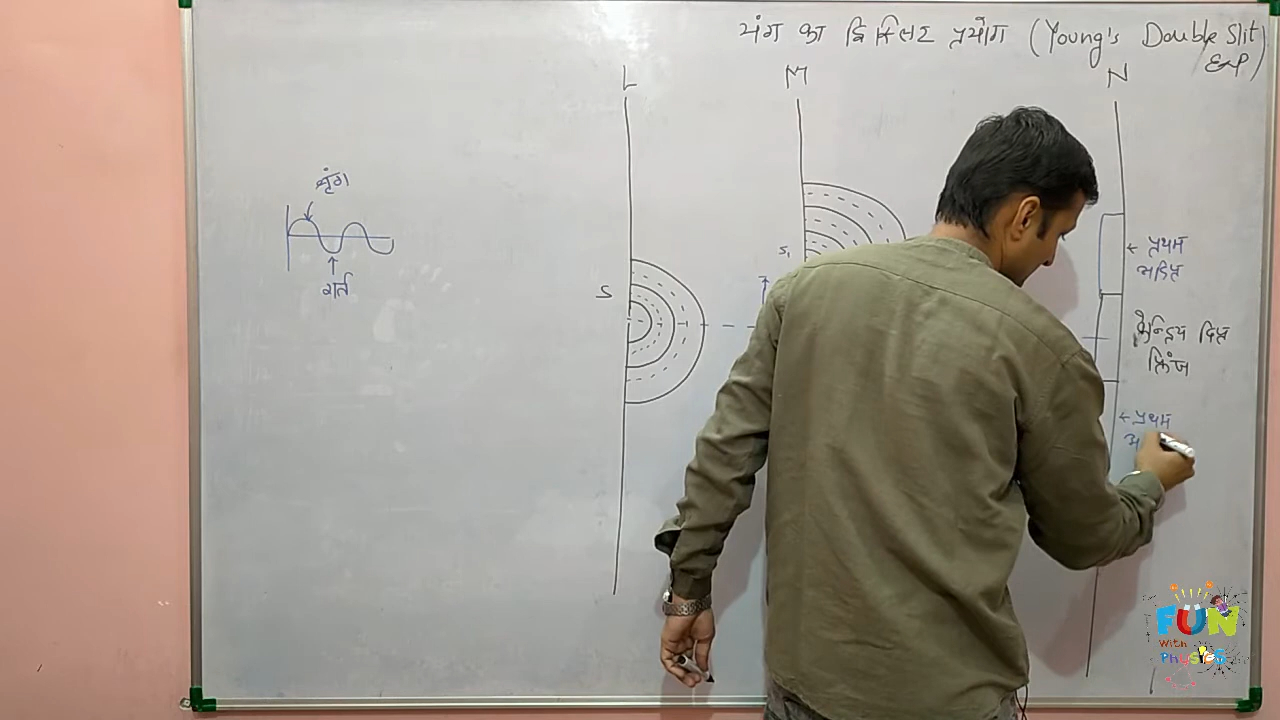 यंग का द्वि स्लिट प्रयोग (Young's Double Slit
Exp)
L
M
N
शृंग
गर्त
S
S₁
← प्रथम
अदिप्त
केन्द्रिय दिप्त
फ्रिंज
← प्रथम
अ
FUN
With
Physics